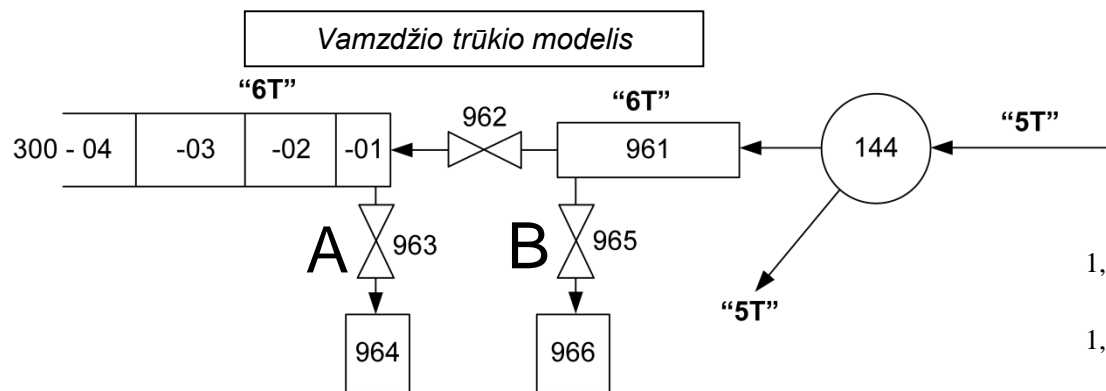 Vamzdžio trūkio modelis
“6T”
962
“6T”
“5T”
300 - 04
-03
-02
-01
961
144
A
963
B
965
1,
“5T”
964
966
1,